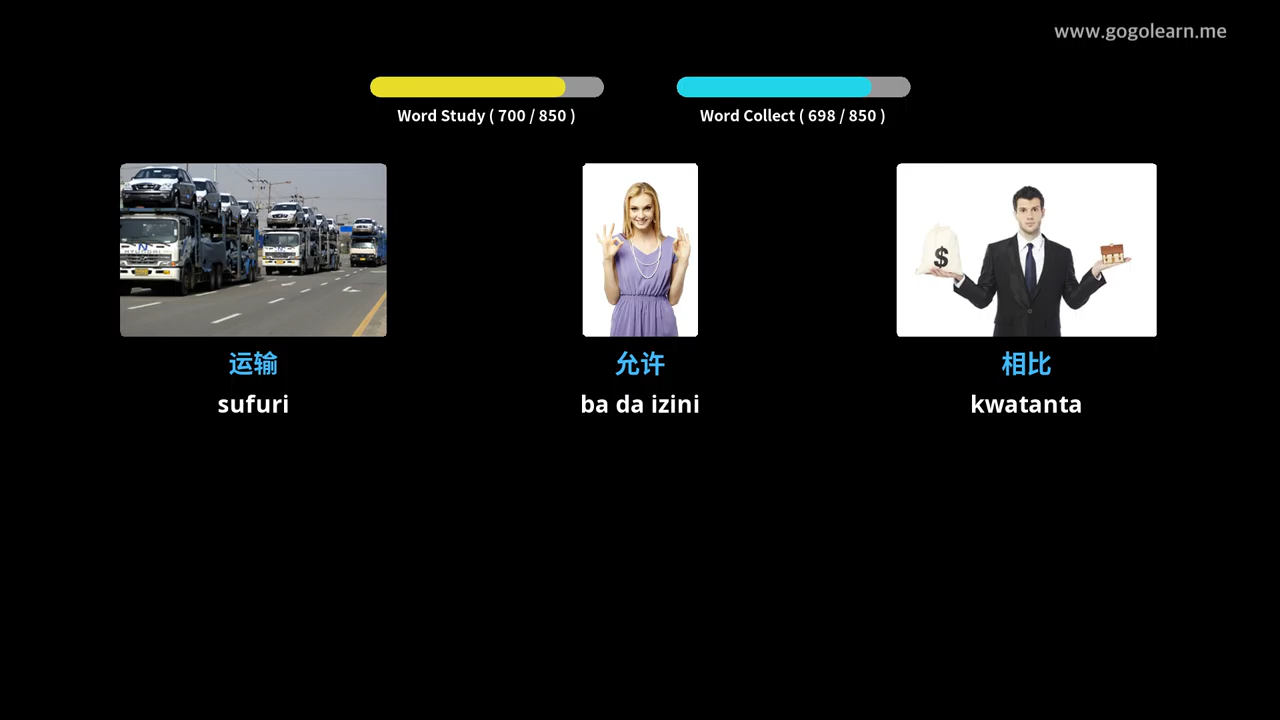 www.gogolearn.me
Word Study ( 700 / 850 )
Word Collect ( 698 / 850 )
运输
允许
相比
sufuri
ba da izini
kwatanta